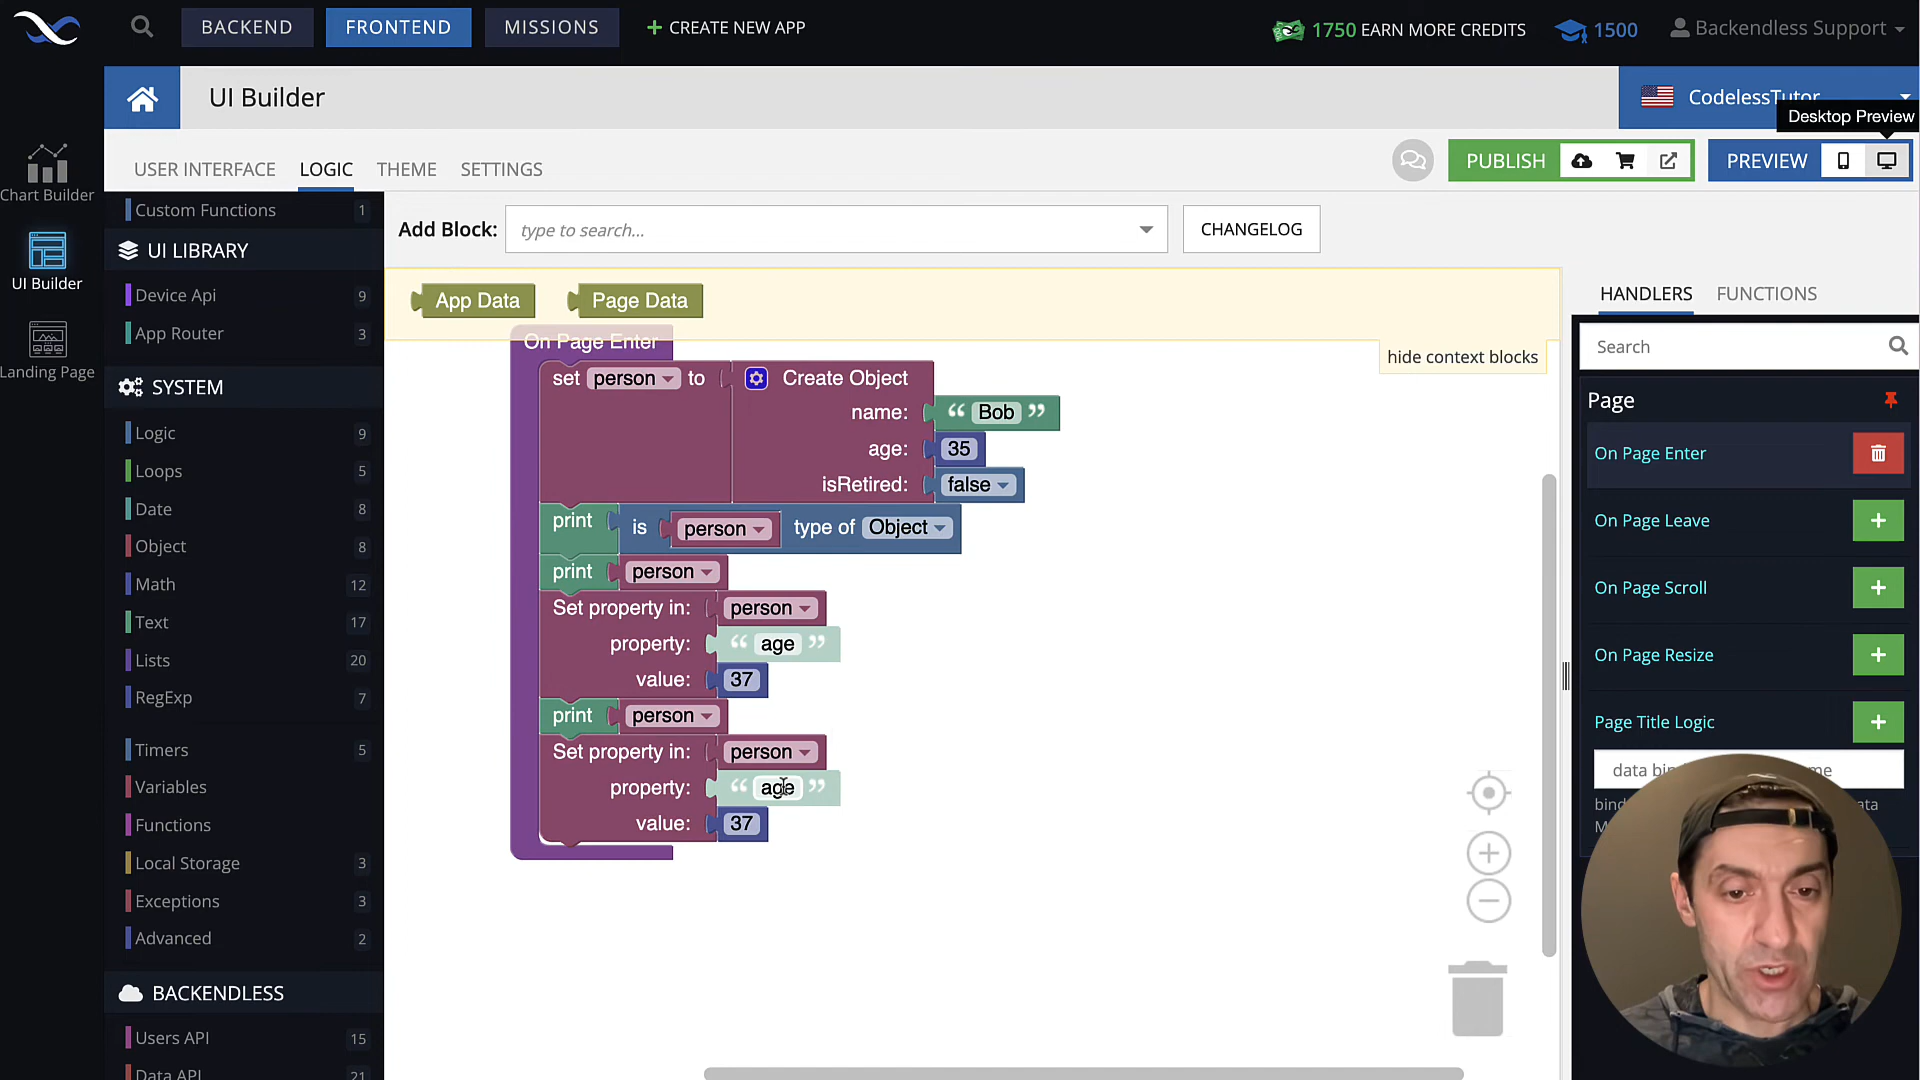 BACKEND
FRONTEND
MISSIONS
+ CREATE NEW APP
1750 EARN MORE CREDITS
1500
Backendless Support
UI Builder
CodelessTutor
Desktop Preview
Chart Builder
UI Builder
Landing Page
USER INTERFACE
LOGIC
THEME
SETTINGS
PUBLISH
PREVIEW
Custom Functions 1
UI LIBRARY
Device Api 9
App Router 3
SYSTEM
Logic 9
Loops 5
Date 8
Object 8
Math 12
Text 17
Lists 20
RegExp 7
Timers 5
Variables
Functions
Local Storage 3
Exceptions 3
Advanced 2
BACKENDLESS
Users API 15
Data API 21
Add Block: type to search...
CHANGELOG
App Data
Page Data
hide context blocks
On Page Enter
set person to Create Object
name: “ Bob ”
age: 35
isRetired: false
print is person type of Object
print person
Set property in: person
property: “ age ”
value: 37
print person
Set property in: person
property: “ age ”
value: 37
HANDLERS
FUNCTIONS
Search
Page
On Page Enter
On Page Leave
On Page Scroll
On Page Resize
Page Title Logic